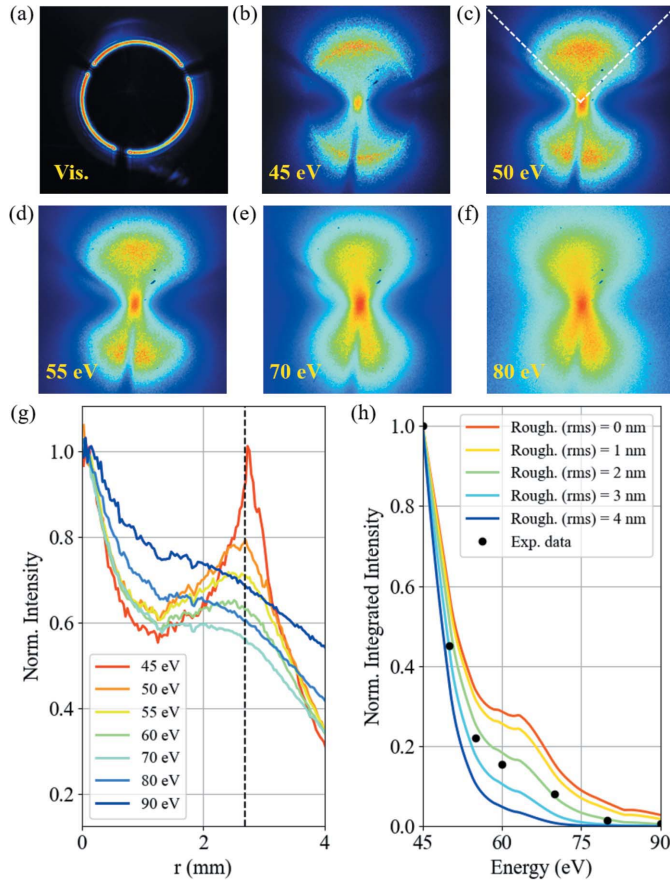 (a)
Vis.
(b)
45 eV
(c)
50 eV
(d)
55 eV
(e)
70 eV
(f)
80 eV
(g)
Norm. Intensity
1.0
0.8
0.6
0.4
0.2
45 eV
50 eV
55 eV
60 eV
70 eV
80 eV
90 eV
0
2
4
r (mm)
(h)
Norm. Integrated Intensity
1.0
0.8
0.6
0.4
0.2
0.0
Rough. (rms) = 0 nm
Rough. (rms) = 1 nm
Rough. (rms) = 2 nm
Rough. (rms) = 3 nm
Rough. (rms) = 4 nm
Exp. data
45
60
75
90
Energy (eV)